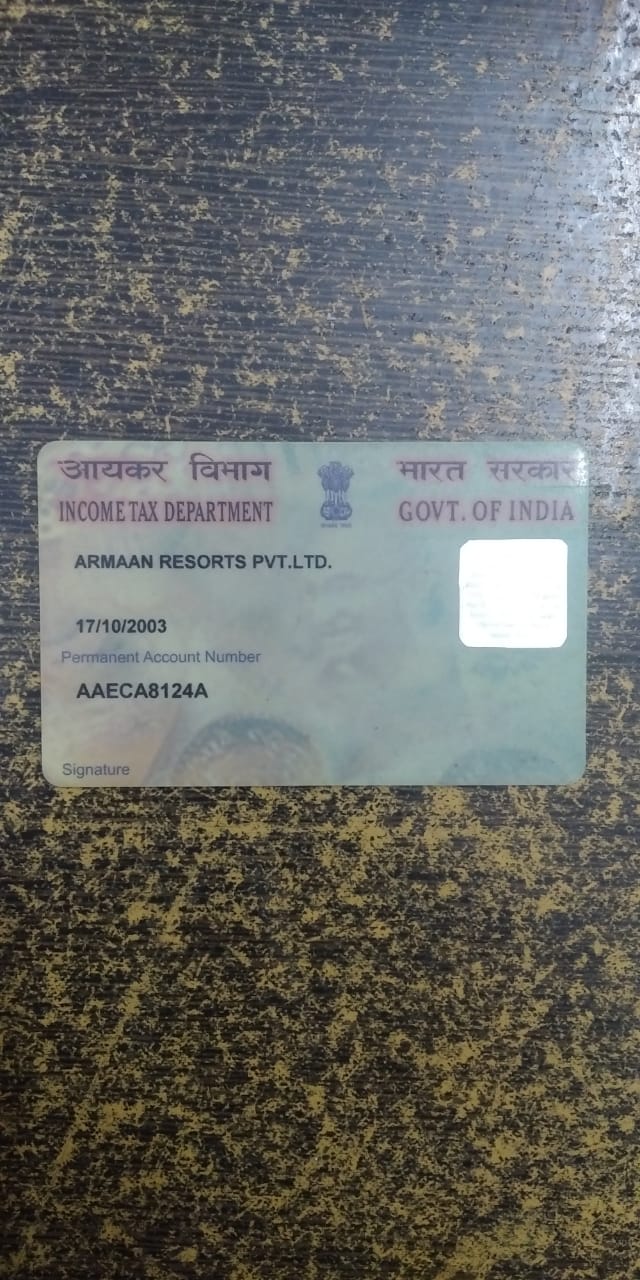 आयकर विभाग भारत सरकार
INCOME TAX DEPARTMENT GOVT. OF INDIA
ARMAAN RESORTS PVT.LTD.
17/10/2003
Permanent Account Number
AAECA8124A
Signature